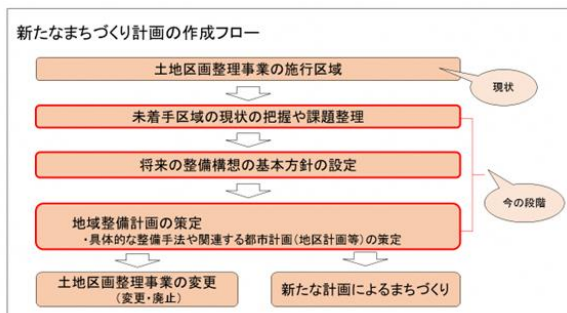 新たなまちづくり計画の作成フロー
土地区画整理事業の施行区域
現状
未着手区域の現状の把握や課題整理
将来の整備構想の基本方針の設定
今の段階
地域整備計画の策定
・具体的な整備手法や関連する都市計画(地区計画等)の策定
土地区画整理事業の変更
(変更・廃止)
新たな計画によるまちづくり